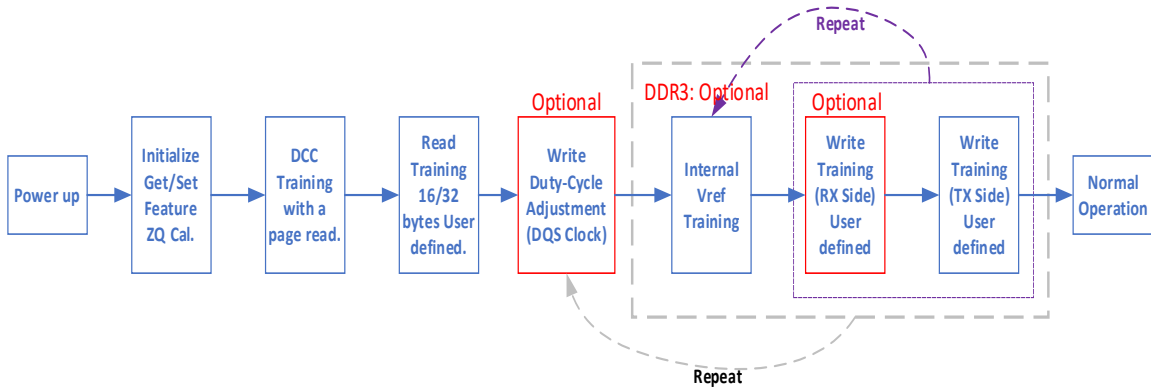 Repeat
DDR3: Optional
Optional
Optional
Power up
Initialize
Get/Set
Feature
ZQ Cal.
DCC
Training
with a
page read.
Read
Training
16/32
bytes User
defined.
Write
Duty-Cycle
Adjustment
(DQS Clock)
Internal
Vref
Training
Write
Training
(RX Side)
User
defined
Write
Training
(TX Side)
User
defined
Normal
Operation
Repeat